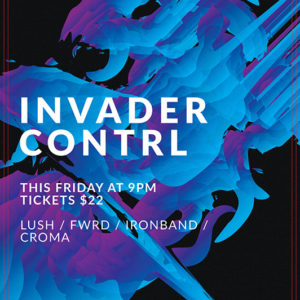 INVADER
CONTRL
THIS FRIDAY AT 9PM
TICKETS $22
LUSH / FWRD / IRONBAND /
CROMA